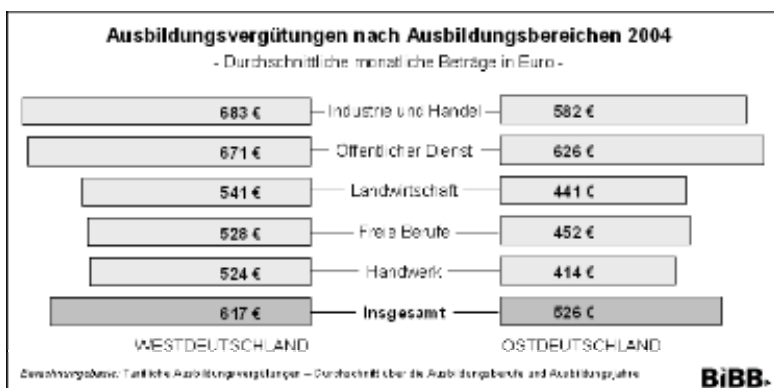 Ausbildungsvergütungen nach Ausbildungsbereichen 2004
- Durchschnittliche monatliche Beträge in Euro -
683 € Industrie und Handel 582 €
671 € Öffentlicher Dienst 626 €
541 € Landwirtschaft 441 €
528 € Freie Berufe 452 €
524 € Handwerk 414 €
617 € Insgesamt 526 €
WESTDEUTSCHLAND OSTDEUTSCHLAND
Berechnungsbasis: Tarifliche Ausbildungsvergütungen – Durchschnitt über die Ausbildungsberufe und Ausbildungsjahre
BiBB.